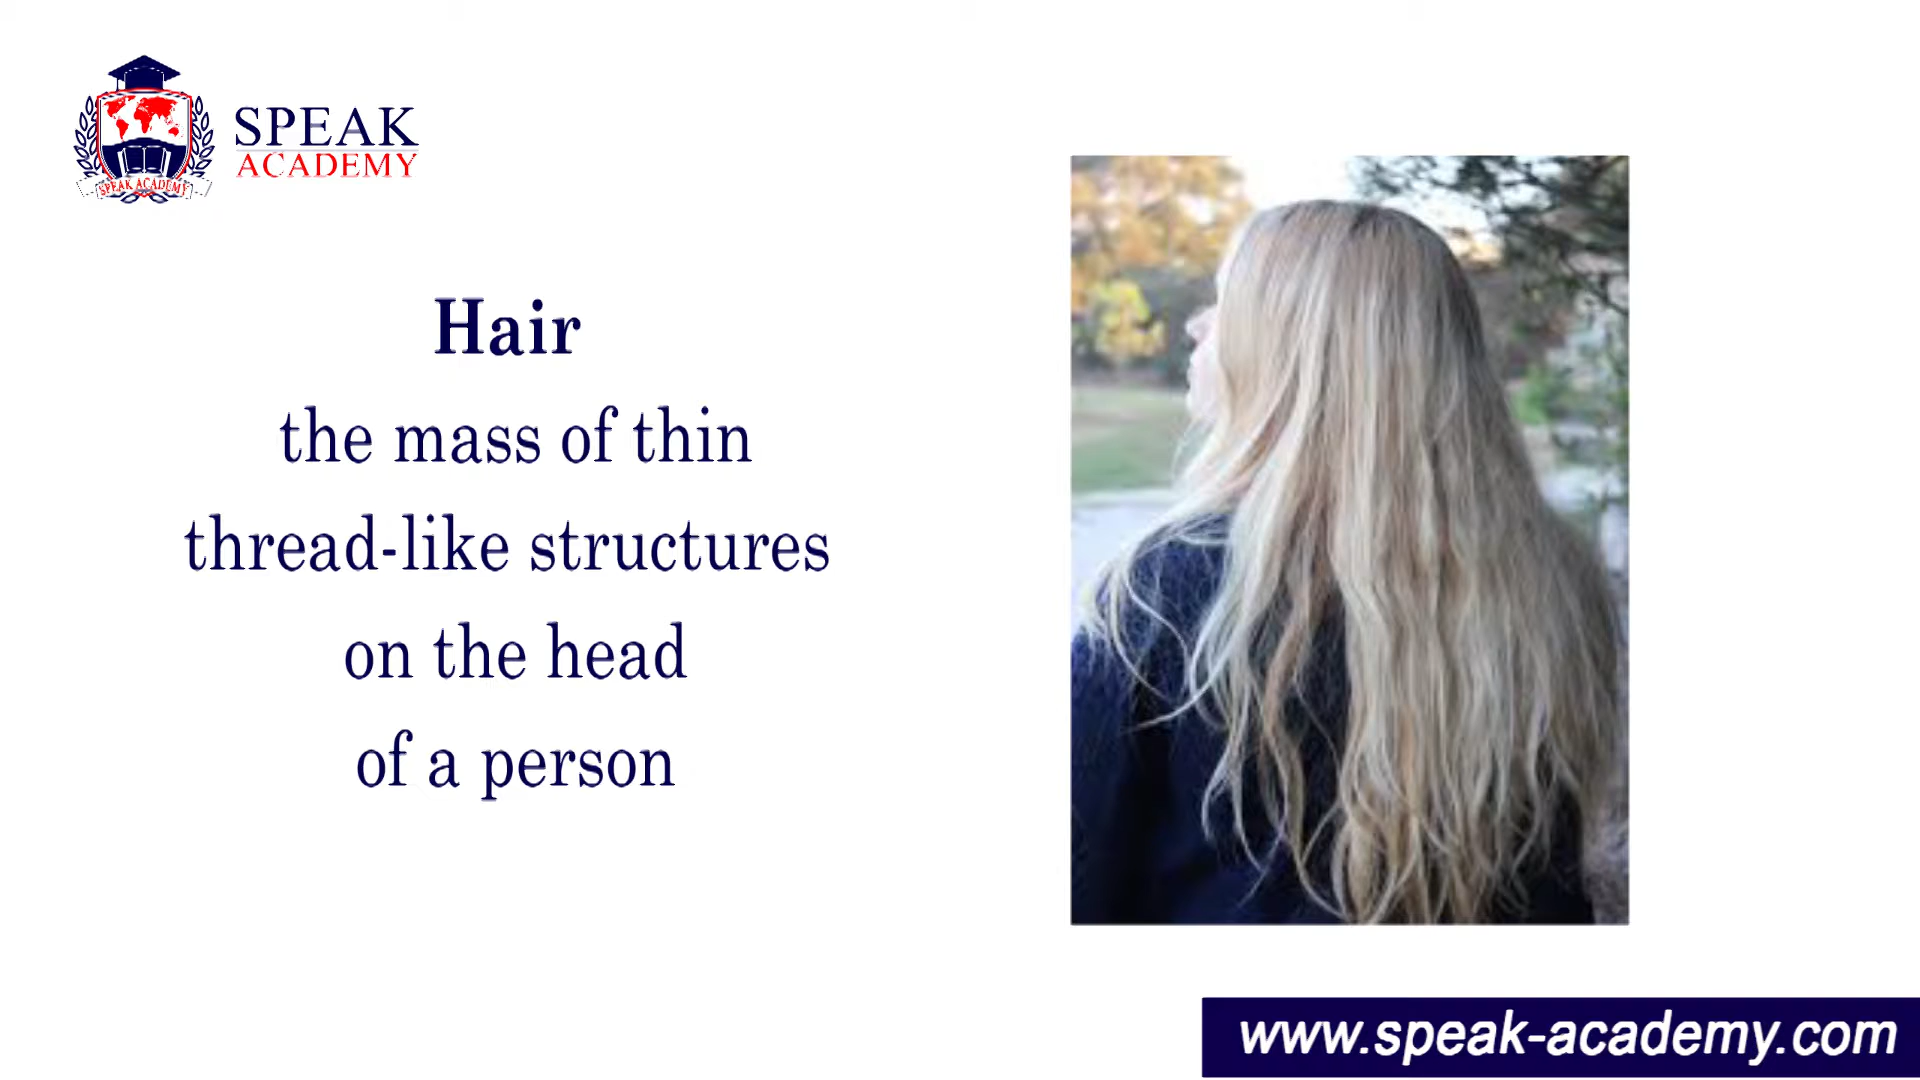 SPEAK
ACADEMY
SPEAK ACADEMY
Hair
the mass of thin
thread-like structures
on the head
of a person
www.speak-academy.com